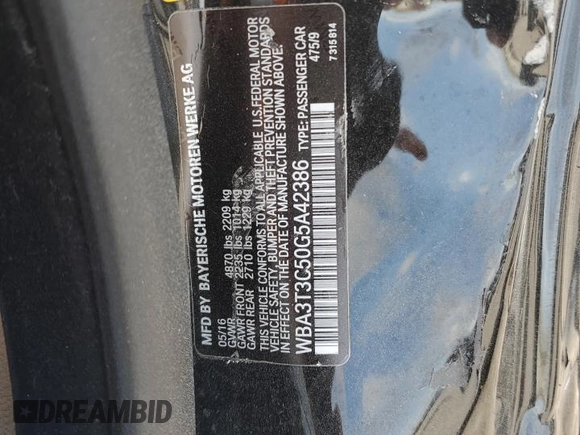 MFD BY BAYERISCHE MOTOREN WERKE AG
05/16
GVWR 4870 lbs 2209 kg
GAWR FRONT 2235 lbs 1014 kg
GAWR REAR 2710 lbs 1229 kg
THIS VEHICLE CONFORMS TO ALL APPLICABLE U.S. FEDERAL MOTOR
VEHICLE SAFETY, BUMPER AND THEFT PREVENTION STANDARDS
IN EFFECT ON THE DATE OF MANUFACTURE SHOWN ABOVE.
WBA3T3C50G5A42386 TYPE: PASSENGER CAR
475/9
7315814
DREAMBID